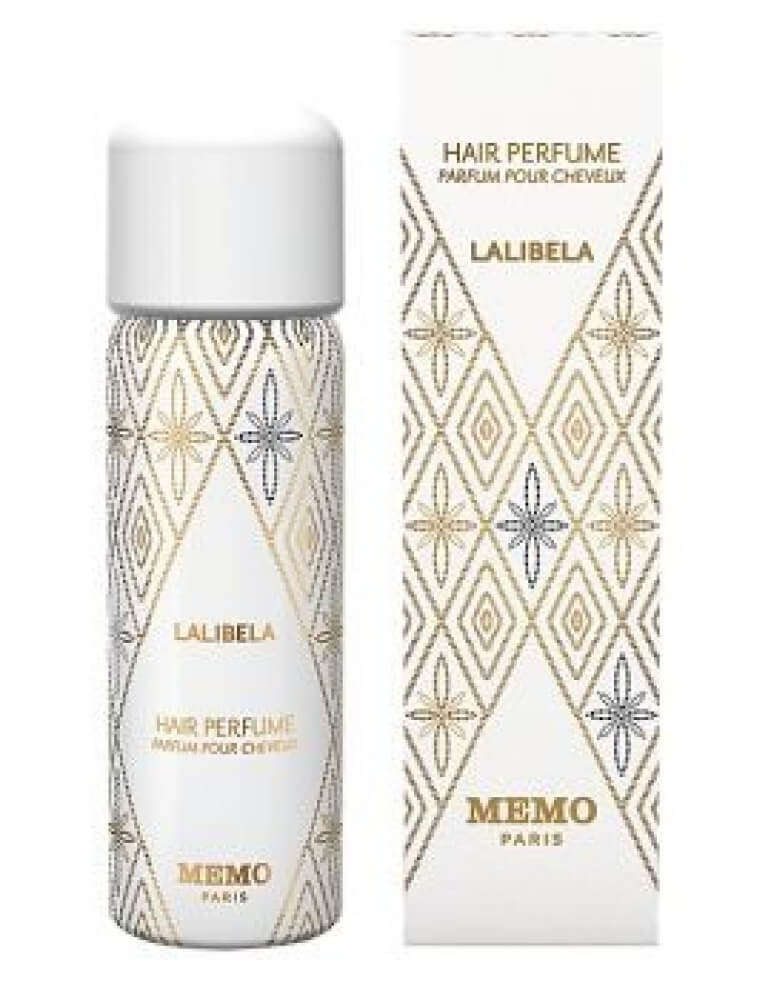 LALIBELA
HAIR PERFUME
PARFUM POUR CHEVEUX
MEMO
PARIS
HAIR PERFUME
PARFUM POUR CHEVEUX
LALIBELA
MEMO
PARIS